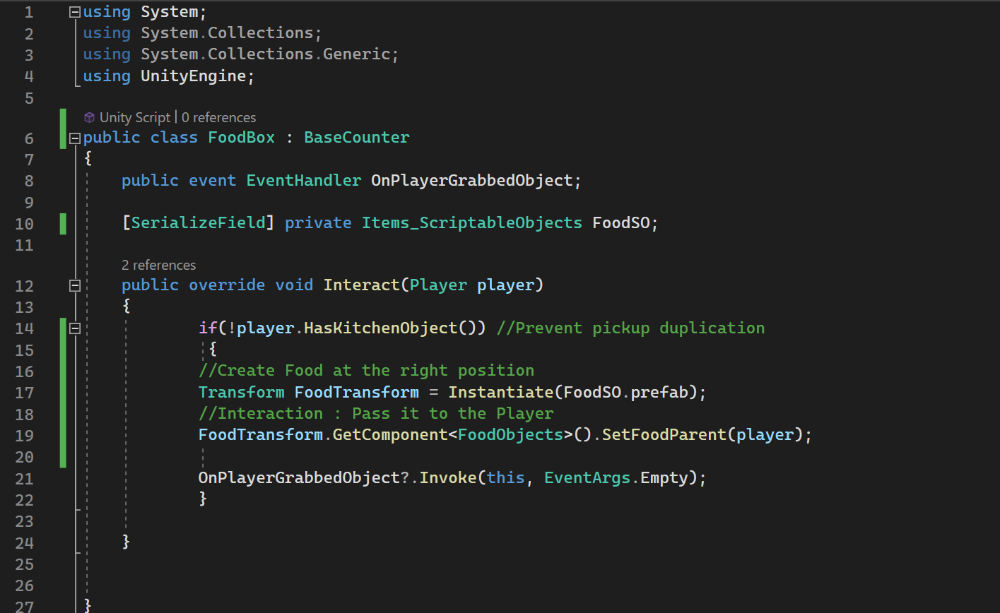 1 using System;
2 using System.Collections;
3 using System.Collections.Generic;
4 using UnityEngine;
5
Unity Script | 0 references
6 public class FoodBox : BaseCounter
7 {
8 public event EventHandler OnPlayerGrabbedObject;
9
10 [SerializeField] private Items_ScriptableObjects FoodSO;
11
2 references
12 public override void Interact(Player player)
13 {
14 if(!player.HasKitchenObject()) //Prevent pickup duplication
15 {
16 //Create Food at the right position
17 Transform FoodTransform = Instantiate(FoodSO.prefab);
18 //Interaction : Pass it to the Player
19 FoodTransform.GetComponent<FoodObjects>().SetFoodParent(player);
20
21 OnPlayerGrabbedObject?.Invoke(this, EventArgs.Empty);
22 }
23
24 }
25
26
27 }